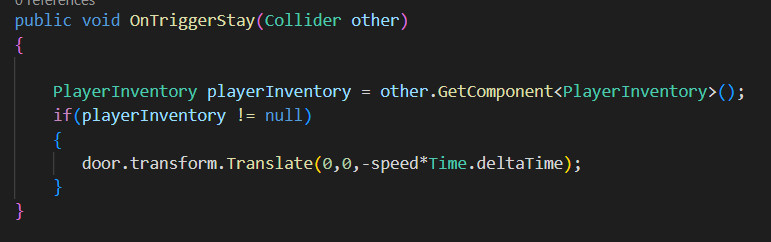 0 references
public void OnTriggerStay(Collider other)
{
PlayerInventory playerInventory = other.GetComponent<PlayerInventory>();
if(playerInventory != null)
{
door.transform.Translate(0,0,-speed*Time.deltaTime);
}
}